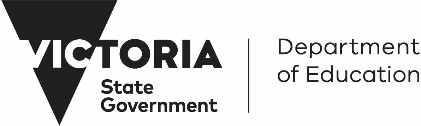 VICTORIA
State
Government
Department
of Education